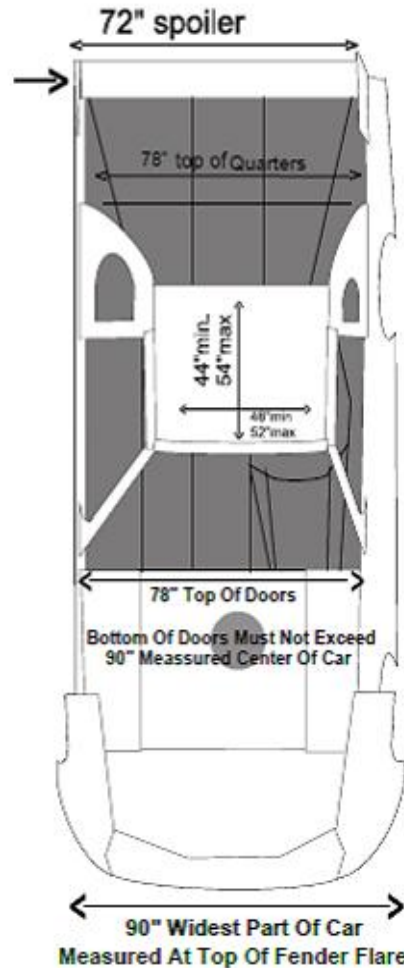 72" spoiler
78" top of Quarters
44"min
54"max
46"min
52"max
78" Top Of Doors
Bottom Of Doors Must Not Exceed
90" Meassured Center Of Car
90" Widest Part Of Car
Measured At Top Of Fender Flare